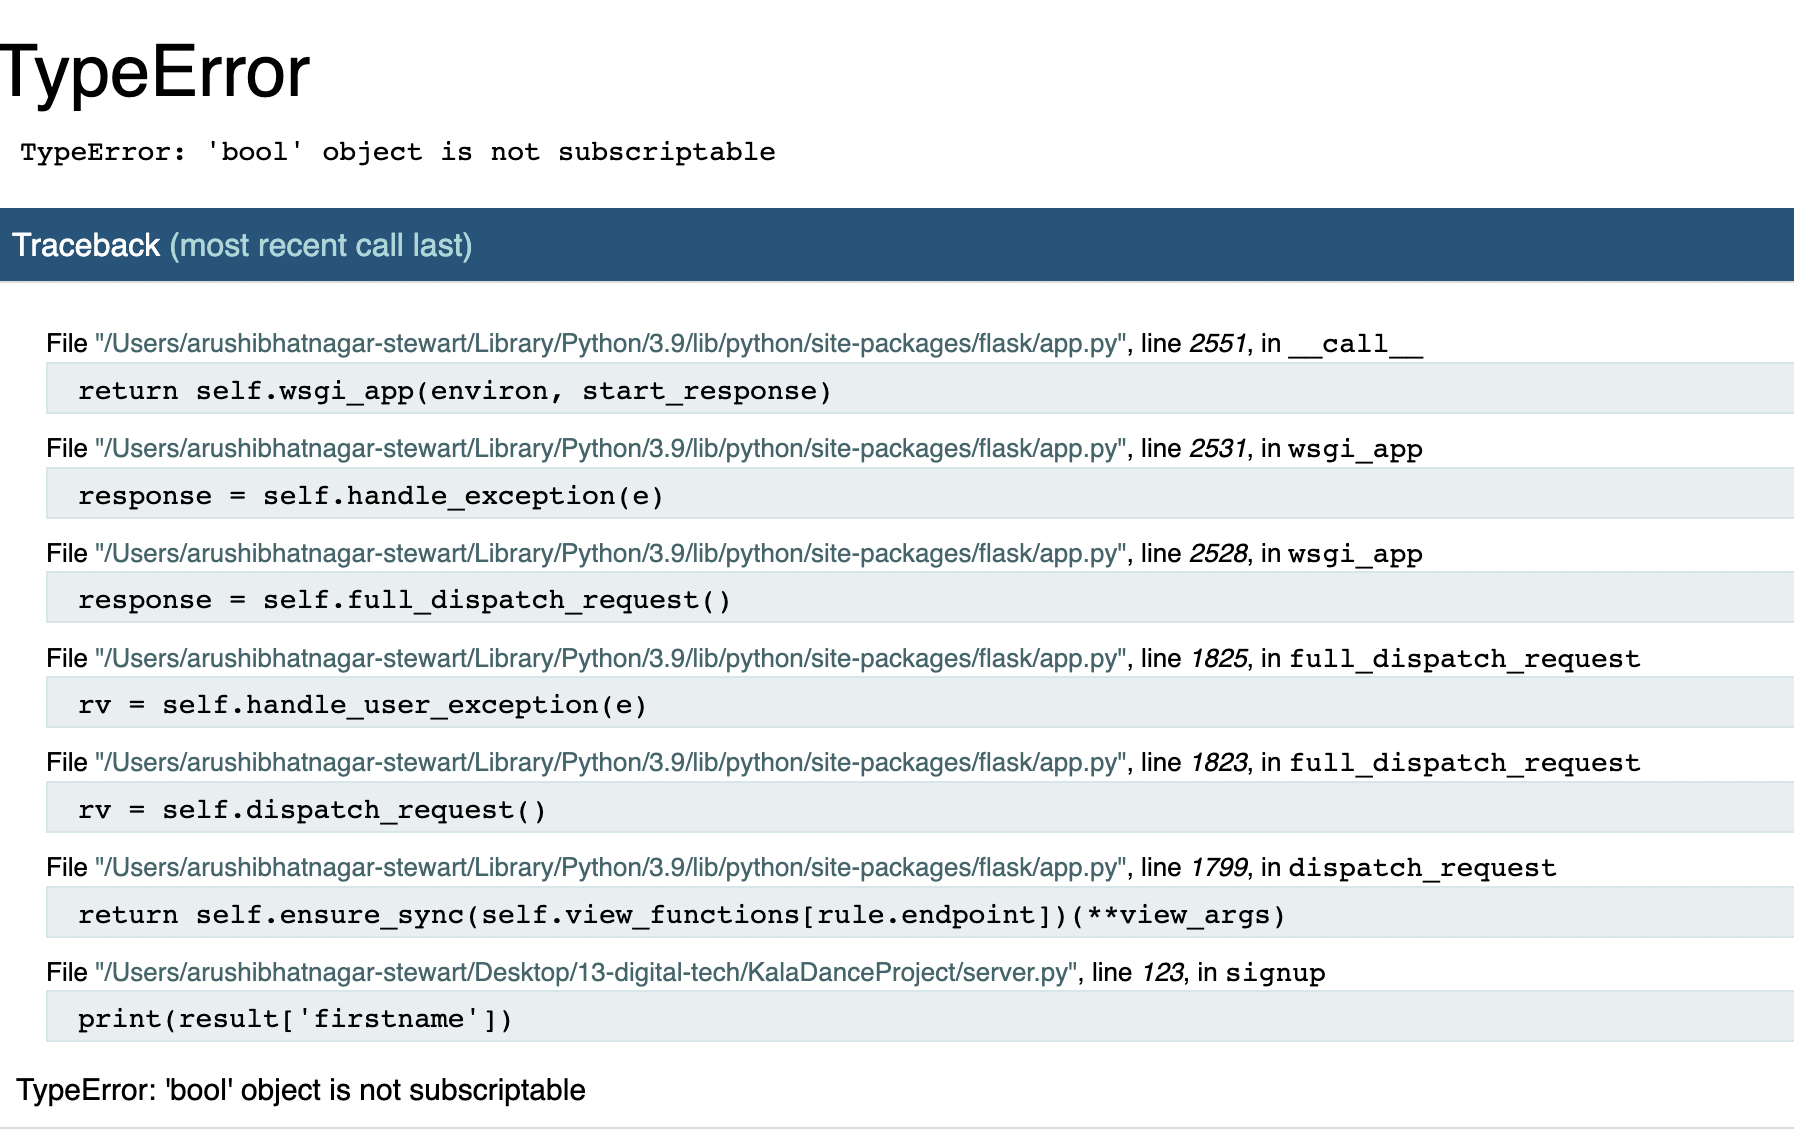 TypeError
TypeError: 'bool' object is not subscriptable
Traceback (most recent call last)
File "/Users/arushibhatnagar-stewart/Library/Python/3.9/lib/python/site-packages/flask/app.py", line 2551, in __call__
return self.wsgi_app(environ, start_response)
File "/Users/arushibhatnagar-stewart/Library/Python/3.9/lib/python/site-packages/flask/app.py", line 2531, in wsgi_app
response = self.handle_exception(e)
File "/Users/arushibhatnagar-stewart/Library/Python/3.9/lib/python/site-packages/flask/app.py", line 2528, in wsgi_app
response = self.full_dispatch_request()
File "/Users/arushibhatnagar-stewart/Library/Python/3.9/lib/python/site-packages/flask/app.py", line 1825, in full_dispatch_request
rv = self.handle_user_exception(e)
File "/Users/arushibhatnagar-stewart/Library/Python/3.9/lib/python/site-packages/flask/app.py", line 1823, in full_dispatch_request
rv = self.dispatch_request()
File "/Users/arushibhatnagar-stewart/Library/Python/3.9/lib/python/site-packages/flask/app.py", line 1799, in dispatch_request
return self.ensure_sync(self.view_functions[rule.endpoint])(**view_args)
File "/Users/arushibhatnagar-stewart/Desktop/13-digital-tech/KalaDanceProject/server.py", line 123, in signup
print(result['firstname'])
TypeError: 'bool' object is not subscriptable